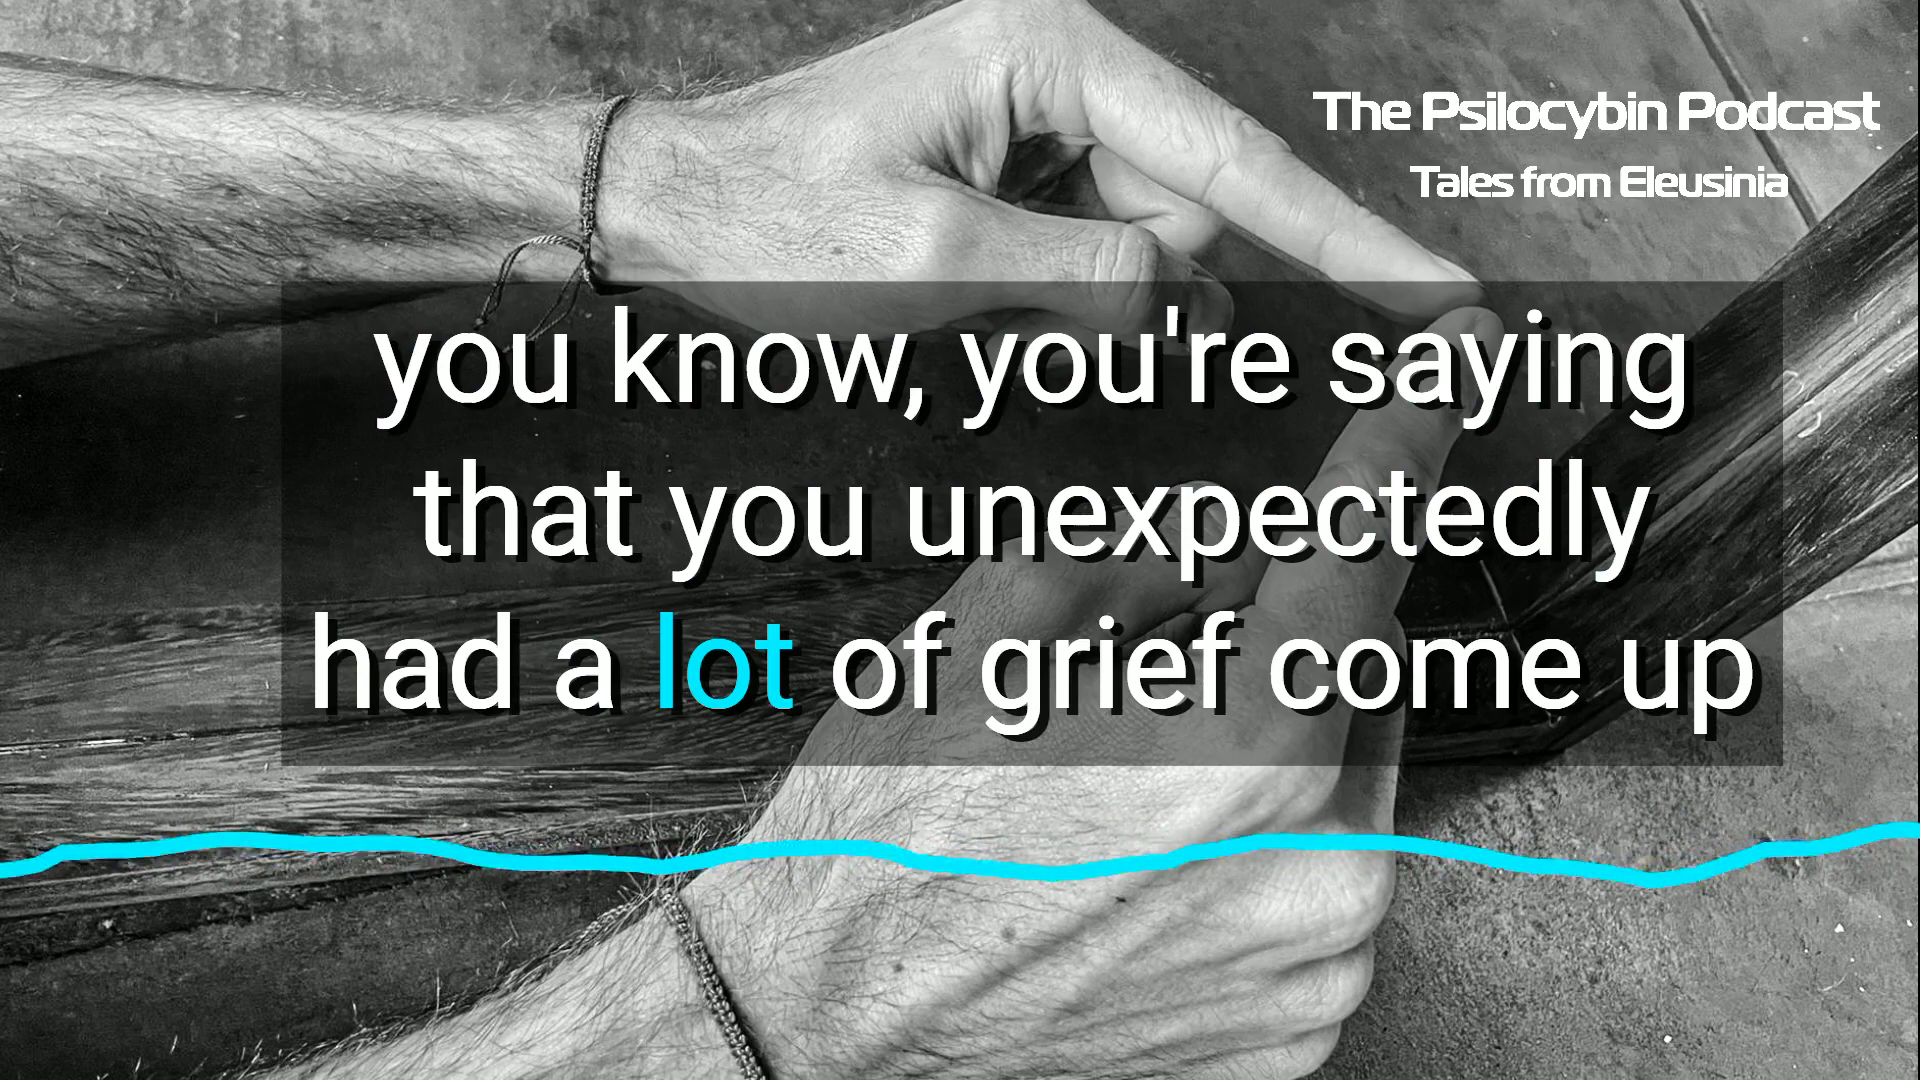 The Psilocybin Podcast
Tales from Eleusinia
you know, you're saying
that you unexpectedly
had a lot of grief come up